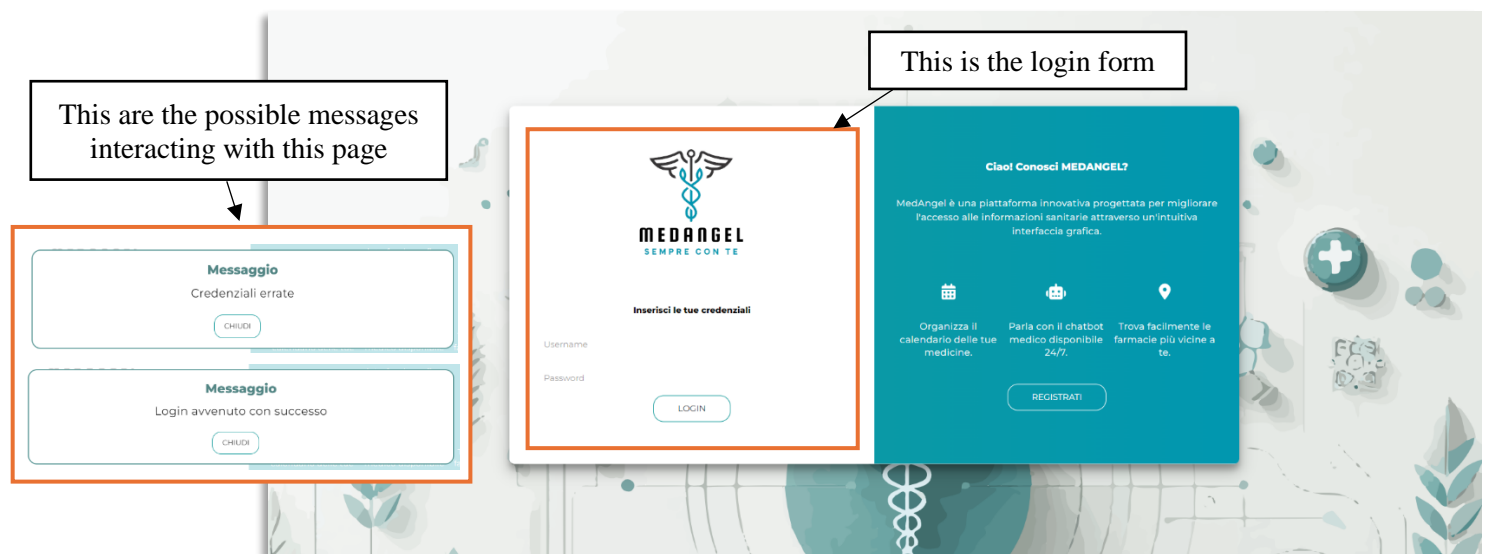 This is the login form
This are the possible messages
interacting with this page
Messaggio
Credenziali errate
CHIUDI
Messaggio
Login avvenuto con successo
CHIUDI
MEDANGEL
SEMPRE CON TE
Inserisci le tue credenziali
Username
Password
LOGIN
Ciao! Conosci MEDANGEL?
MedAngel è una piattaforma innovativa progettata per migliorare
l'accesso alle informazioni sanitarie attraverso un'intuitiva
interfaccia grafica.
Organizza il
calendario delle tue
medicine.
Parla con il chatbot
medico disponibile
24/7.
Trova facilmente le
farmacie più vicine a
te.
REGISTRATI